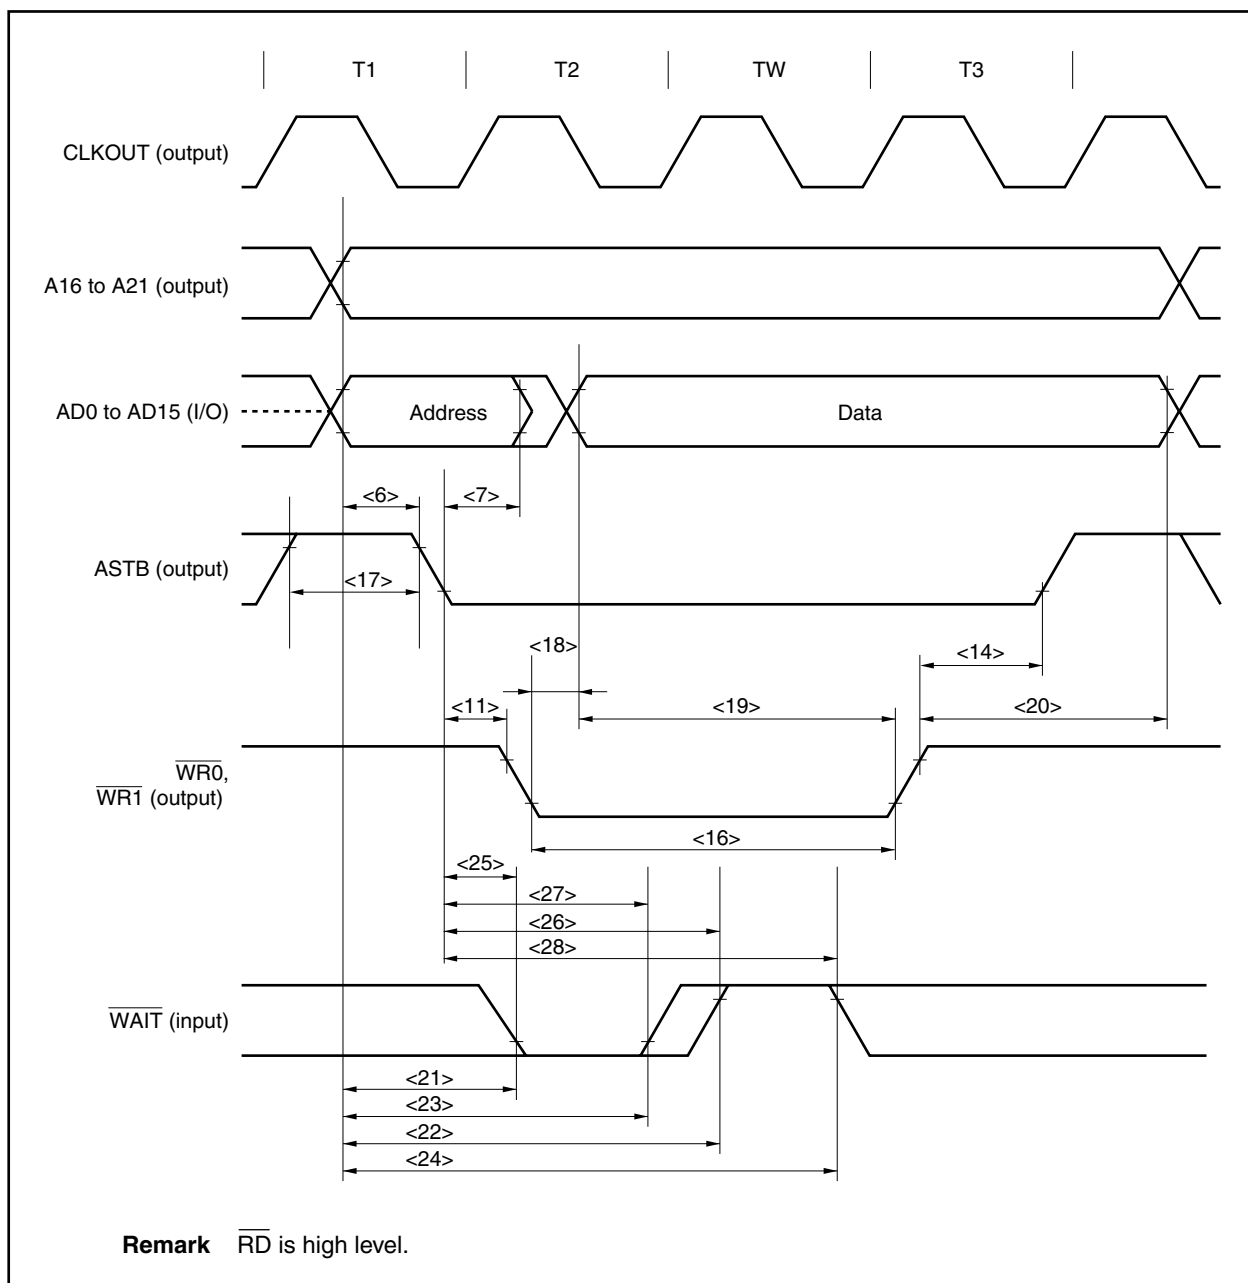 T1 T2 TW T3
CLKOUT (output)
A16 to A21 (output)
AD0 to AD15 (I/O) Address Data
<6> <7>
ASTB (output)
<17>
<18> <14>
<11> <19> <20>
WR0,
WR1 (output)
<16>
<25>
<27>
<26>
<28>
WAIT (input)
<21>
<23>
<22>
<24>
Remark RD is high level.